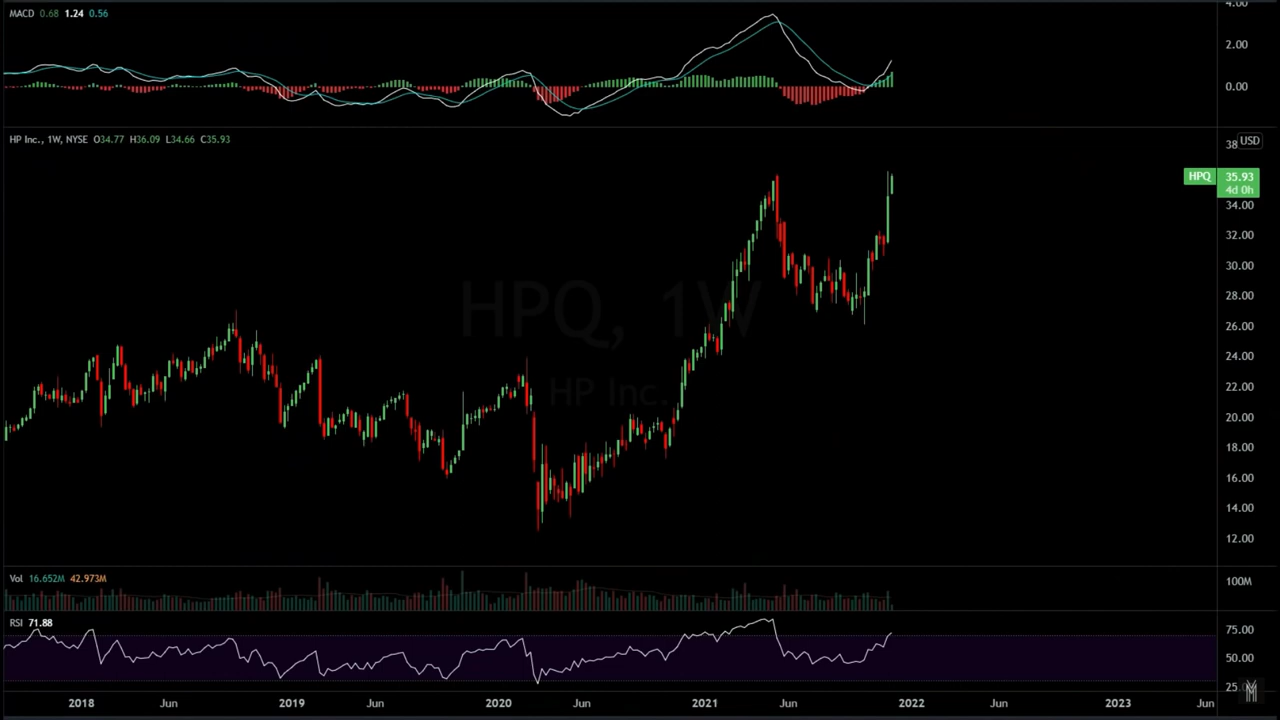 MACD 0.68 1.24 0.56
4.00
2.00
0.00
HP Inc., 1W, NYSE O34.77 H36.09 L34.66 C35.93
38
USD
HPQ 35.93
4d 0h
34.00
32.00
30.00
28.00
26.00
24.00
22.00
20.00
18.00
16.00
14.00
12.00
HPQ, 1W
HP Inc.
Vol 16.652M 42.973M
100M
RSI 71.88
75.00
50.00
25.
2018 Jun 2019 Jun 2020 Jun 2021 Jun 2022 Jun 2023 Jun